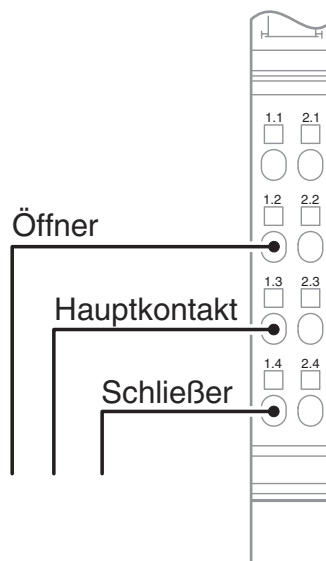 1.1 2.1
1.2 2.2
Öffner
1.3 2.3
Hauptkontakt
1.4 2.4
Schließer